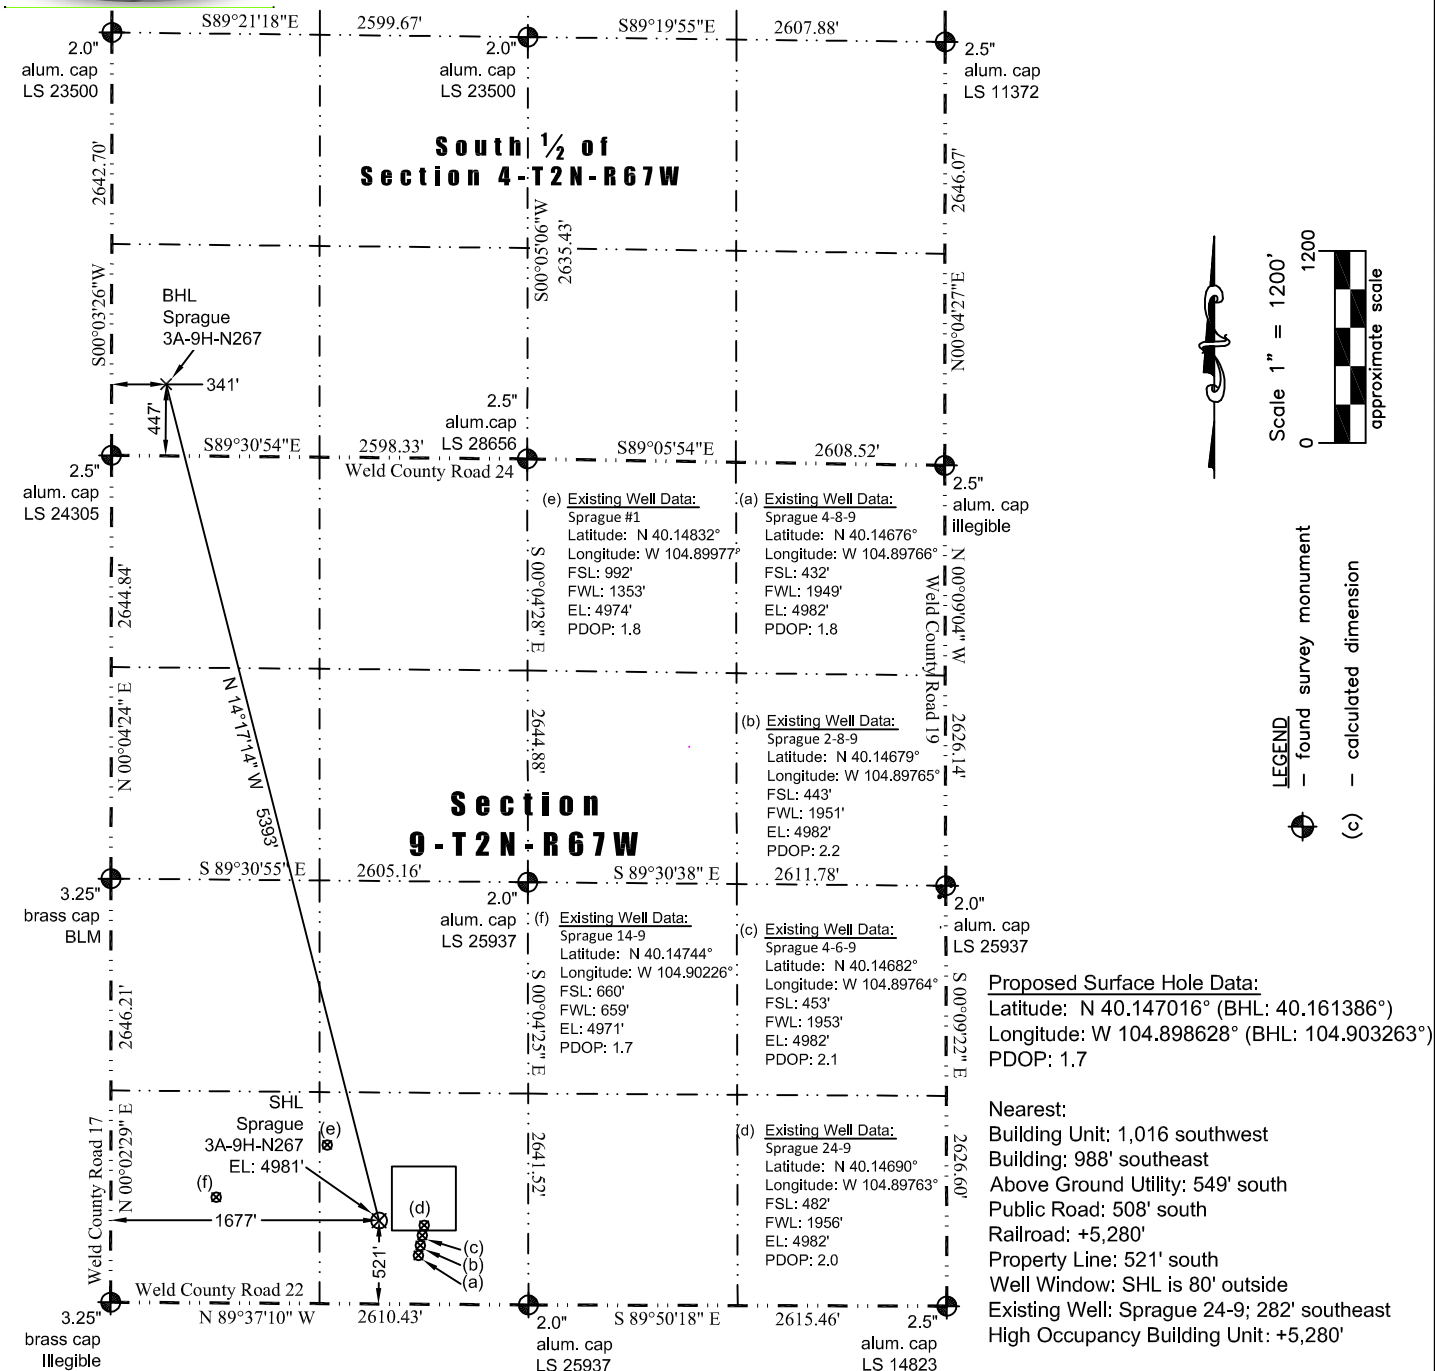 S89°21'18"E
2599.67'
S89°19'55"E
2607.88'
2.0"
alum. cap
LS 23500
2.0"
alum. cap
LS 23500
2.5"
alum. cap
LS 11372
South ½ of
Section 4-T2N-R67W
2642.70'
S00°03'26"W
S00°05'06"W
2635.43'
2646.07'
N00°04'27"E
BHL
Sprague
3A-9H-N267
341'
447'
Scale 1" = 1200'
0
1200
approximate scale
2.5"
alum. cap
LS 24305
S89°30'54"E
2598.33'
Weld County Road 24
2.5"
alum.cap
LS 28656
S89°05'54"E
2608.52'
2.5"
alum. cap
illegible
(e) Existing Well Data:
Sprague #1
Latitude: N 40.14832°
Longitude: W 104.89977°
FSL: 992'
FWL: 1353'
EL: 4974'
PDOP: 1.8
(a) Existing Well Data:
Sprague 4-8-9
Latitude: N 40.14676°
Longitude: W 104.89766°
FSL: 432'
FWL: 1949'
EL: 4982'
PDOP: 1.8
2644.84'
N 00°04'24" E
S 00°04'28" E
2644.88'
N 00°09'04" W
Weld County Road 19
2626.14'
LEGEND
– found survey monument
(c) – calculated dimension
N 14°17'14" W 5393'
(b) Existing Well Data:
Sprague 2-8-9
Latitude: N 40.14679°
Longitude: W 104.89765°
FSL: 443'
FWL: 1951'
EL: 4982'
PDOP: 2.2
Section
9-T2N-R67W
3.25"
brass cap
BLM
S 89°30'55" E
2605.16'
2.0"
alum. cap
LS 25937
S 89°30'38" E
2611.78'
2.0"
alum. cap
LS 25937
(f) Existing Well Data:
Sprague 14-9
Latitude: N 40.14744°
Longitude: W 104.90226°
FSL: 660'
FWL: 659'
EL: 4971'
PDOP: 1.7
(c) Existing Well Data:
Sprague 4-6-9
Latitude: N 40.14682°
Longitude: W 104.89764°
FSL: 453'
FWL: 1953'
EL: 4982'
PDOP: 2.1
2646.21'
N 00°02'29" E
Weld County Road 17
S 00°04'25" E
2641.52'
S 00°09'22" E
2626.60'
Proposed Surface Hole Data:
Latitude: N 40.147016° (BHL: 40.161386°)
Longitude: W 104.898628° (BHL: 104.903263°)
PDOP: 1.7
SHL
Sprague
3A-9H-N267
EL: 4981'
(e)
(f)
(d)
(c)
(b)
(a)
1677'
521'
(d) Existing Well Data:
Sprague 24-9
Latitude: N 40.14690°
Longitude: W 104.89763°
FSL: 482'
FWL: 1956'
EL: 4982'
PDOP: 2.0
Nearest:
Building Unit: 1,016 southwest
Building: 988' southeast
Above Ground Utility: 549' south
Public Road: 508' south
Railroad: +5,280'
Property Line: 521' south
Well Window: SHL is 80' outside
Existing Well: Sprague 24-9; 282' southeast
High Occupancy Building Unit: +5,280'
Weld County Road 22
3.25"
brass cap
Illegible
N 89°37'10" W
2610.43'
2.0"
alum. cap
LS 25937
S 89°50'18" E
2615.46'
2.5"
alum. cap
LS 14823